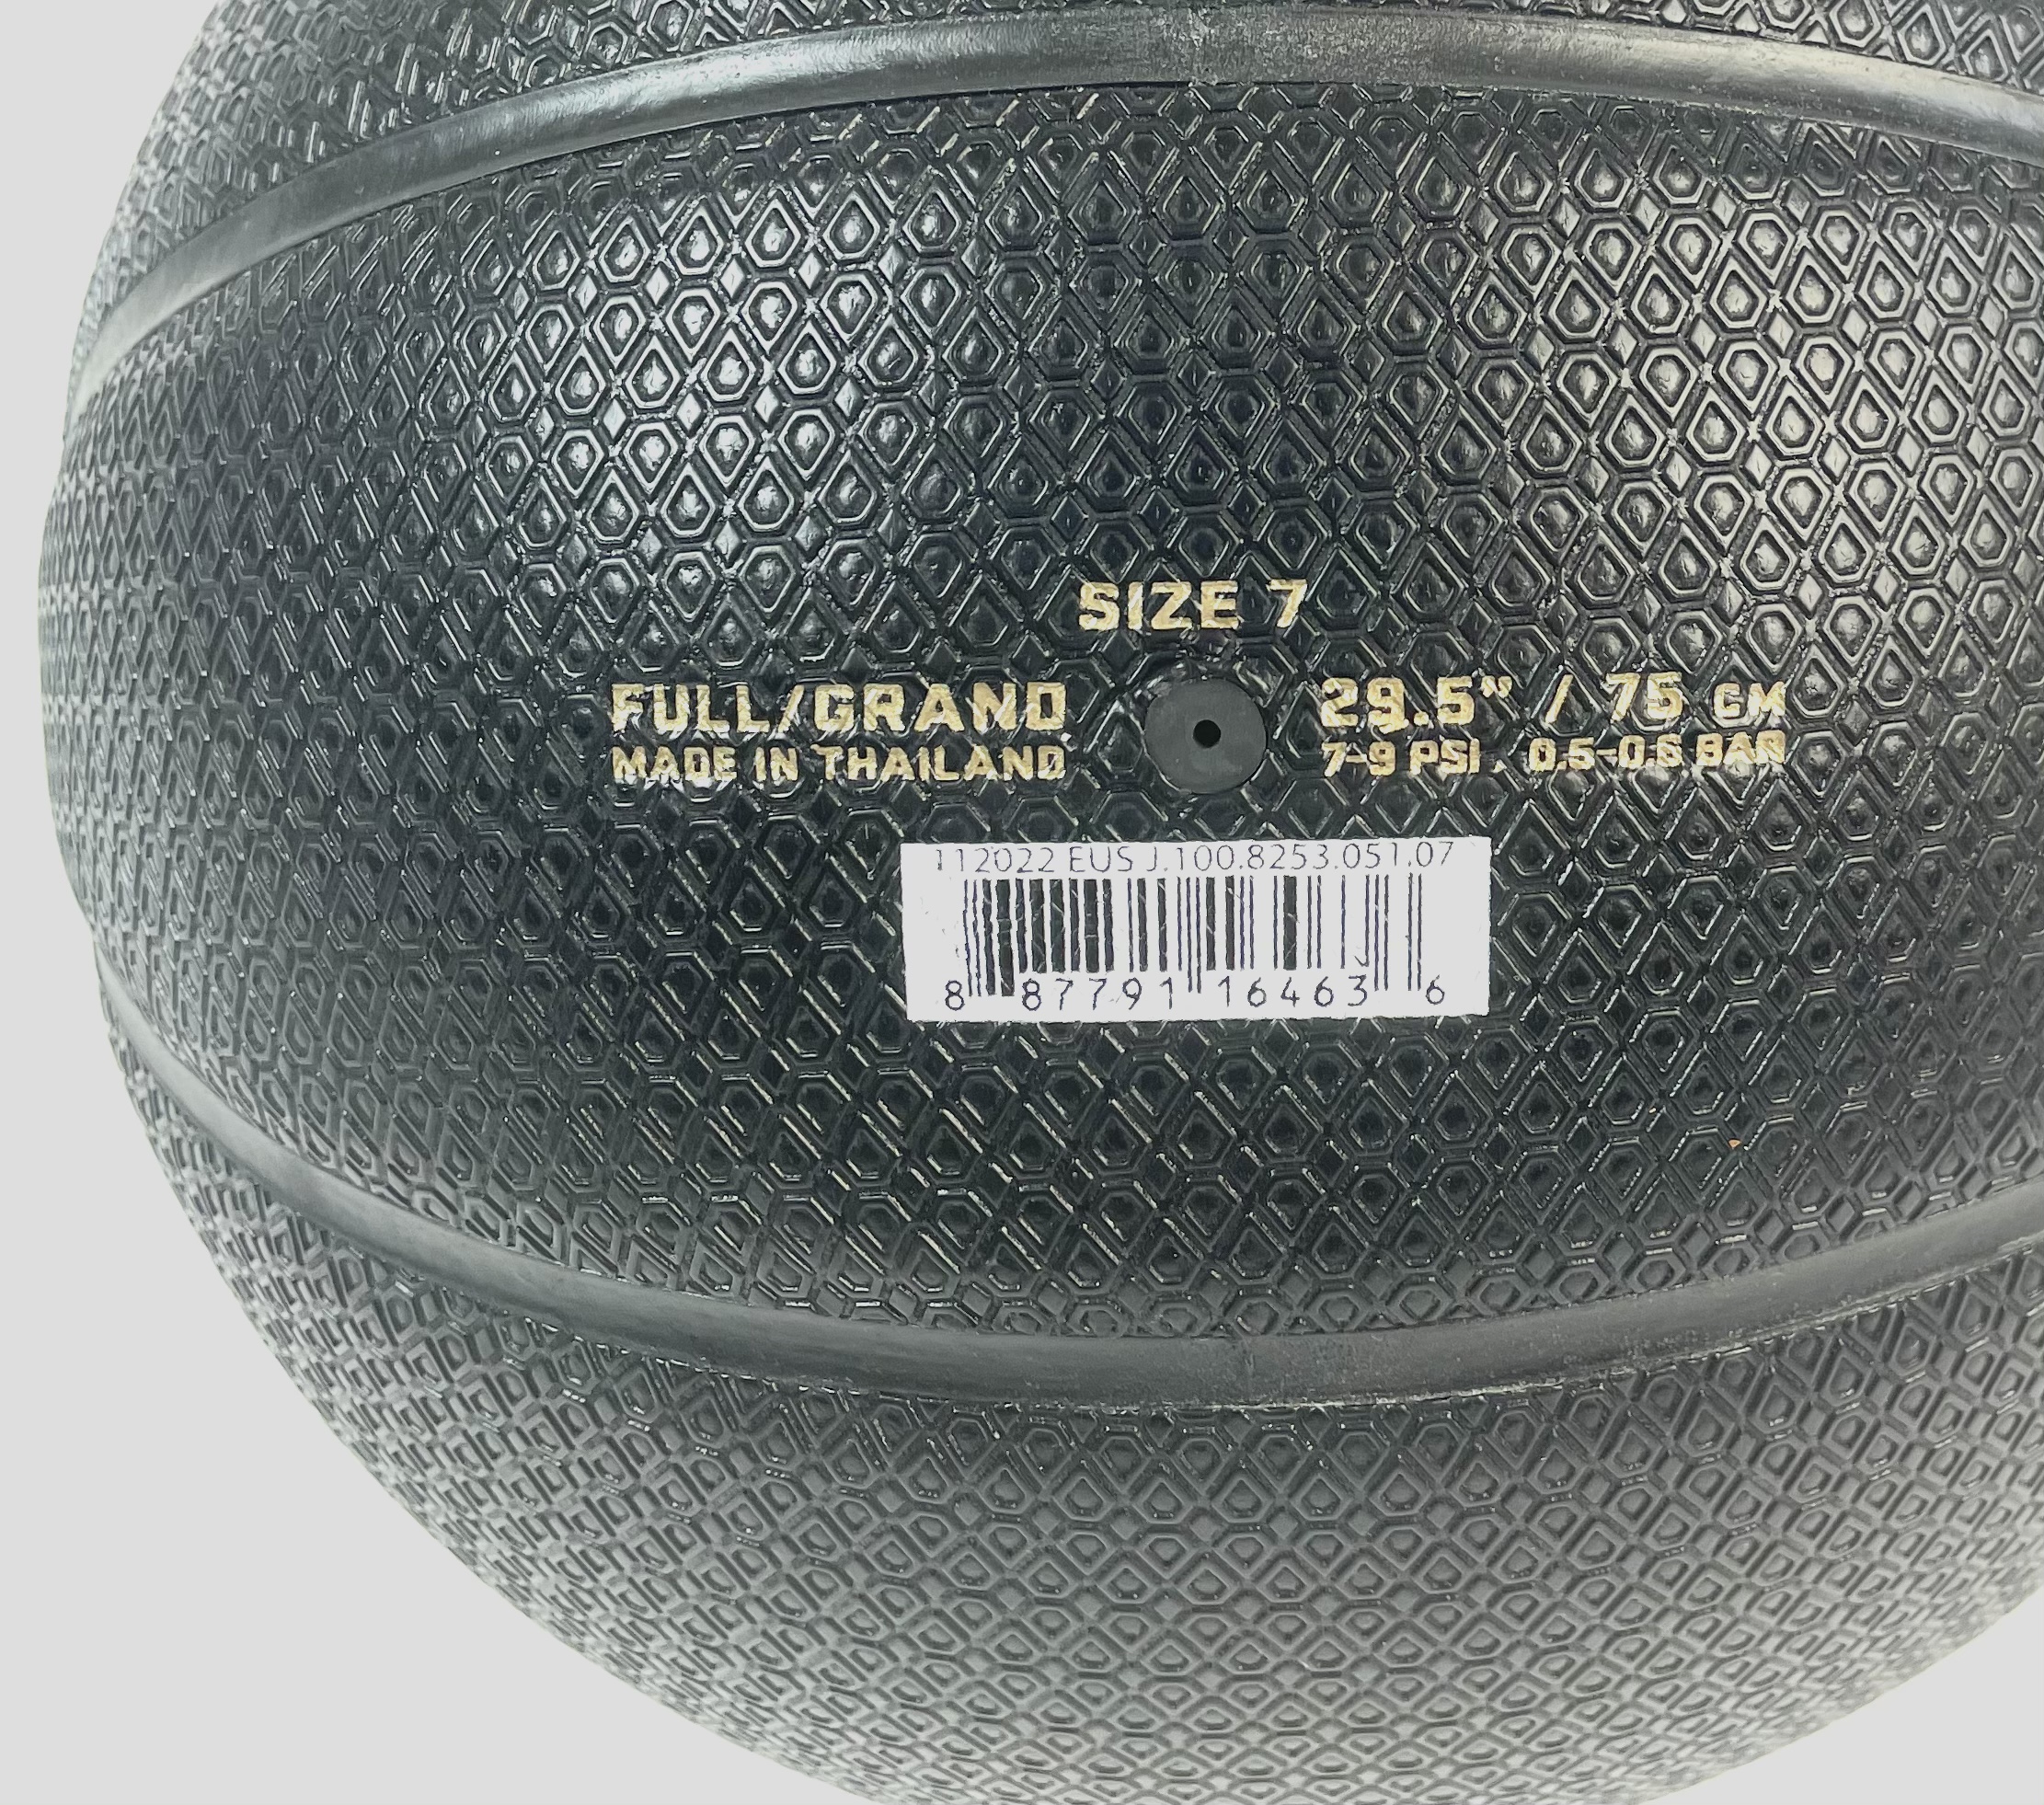 SIZE 7
FULL/GRAND
MADE IN THAILAND
29.5" / 75 CM
7-9 PSI . 0.5-0.6 BAR
112022 EUS J.100.8253.051.07
8 87791 16463 6